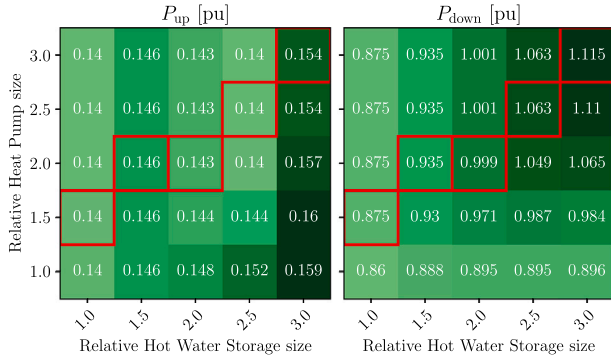 P_up [pu]
P_down [pu]
Relative Heat Pump size
3.0 0.14 0.146 0.143 0.14 0.154 0.875 0.935 1.001 1.063 1.115
2.5 0.14 0.146 0.143 0.14 0.154 0.875 0.935 1.001 1.063 1.11
2.0 0.14 0.146 0.143 0.14 0.157 0.875 0.935 0.999 1.049 1.065
1.5 0.14 0.146 0.144 0.144 0.16 0.875 0.93 0.971 0.987 0.984
1.0 0.14 0.146 0.148 0.152 0.159 0.86 0.888 0.895 0.895 0.896
1.0 1.5 2.0 2.5 3.0 1.0 1.5 2.0 2.5 3.0
Relative Hot Water Storage size
Relative Hot Water Storage size